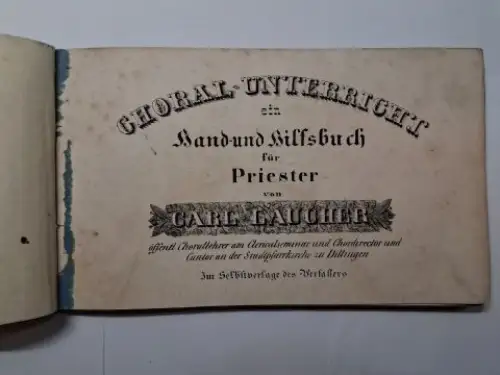 CHORAL-UNTERRICHT
ein
Hand- und Hilfsbuch
für
Priester
von
CARL LAUCHER
öffentl. Chorallehrer am Clericalseminar und Chordirector und
Cantor an der Stadtpfarrkirche zu Dillingen
Im Selbstverlage des Verfassers